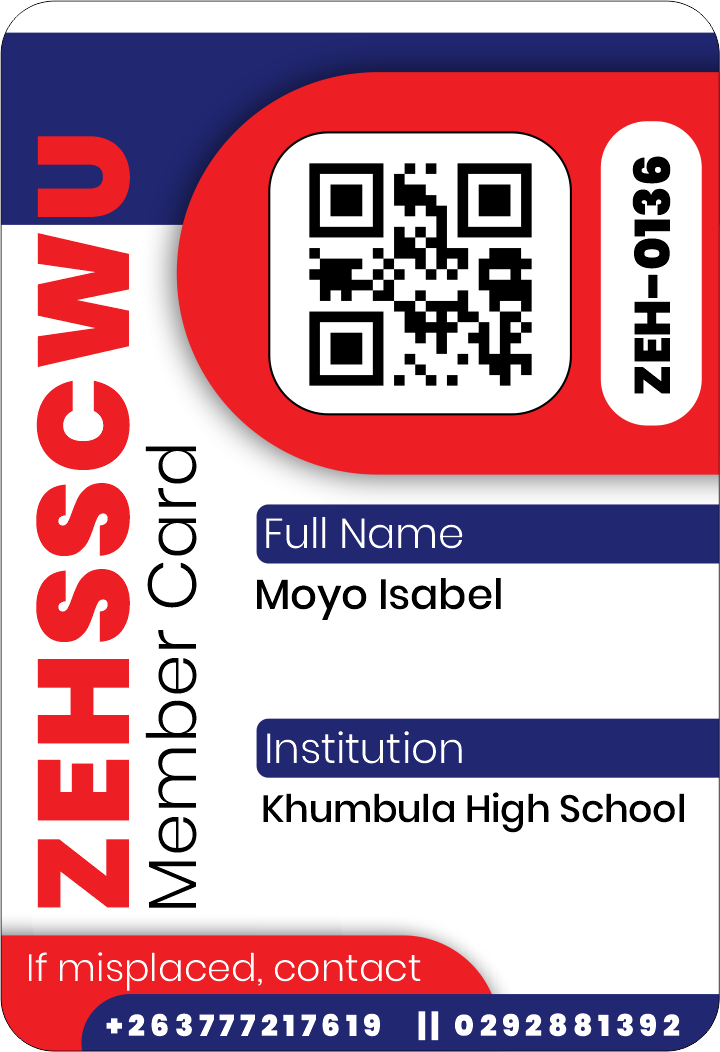 ZEHSSCWU
Member Card
ZEH-0136
Full Name
Moyo Isabel
Institution
Khumbula High School
If misplaced, contact
+263777217619 || 0292881392